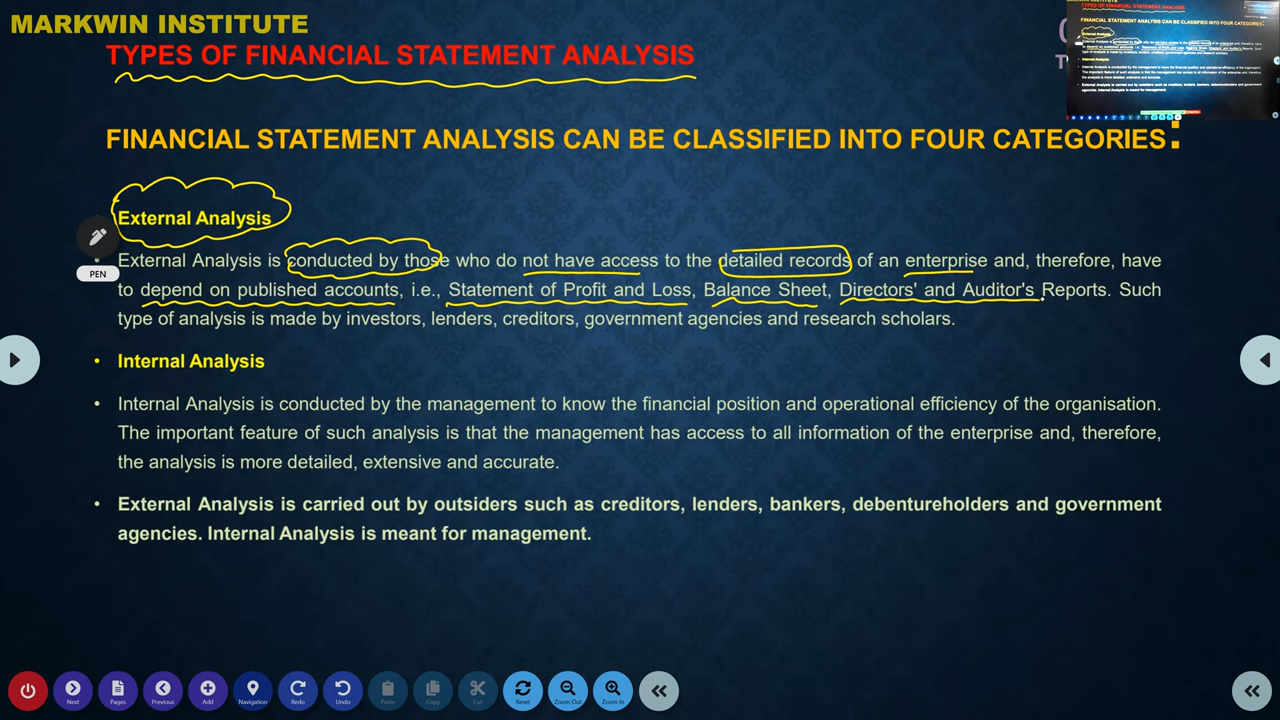 MARKWIN INSTITUTE
TYPES OF FINANCIAL STATEMENT ANALYSIS
FINANCIAL STATEMENT ANALYSIS CAN BE CLASSIFIED INTO FOUR CATEGORIES:
External Analysis
External Analysis is conducted by those who do not have access to the detailed records of an enterprise and, therefore, have
to depend on published accounts, i.e., Statement of Profit and Loss, Balance Sheet, Directors' and Auditor's Reports. Such
type of analysis is made by investors, lenders, creditors, government agencies and research scholars.
• Internal Analysis
• Internal Analysis is conducted by the management to know the financial position and operational efficiency of the organisation.
The important feature of such analysis is that the management has access to all information of the enterprise and, therefore,
the analysis is more detailed, extensive and accurate.
• External Analysis is carried out by outsiders such as creditors, lenders, bankers, debentureholders and government
agencies. Internal Analysis is meant for management.
PEN
Next Pages Previous Add Navigation Redo Undo Paste Copy Cut Reset Zoom Out Zoom In